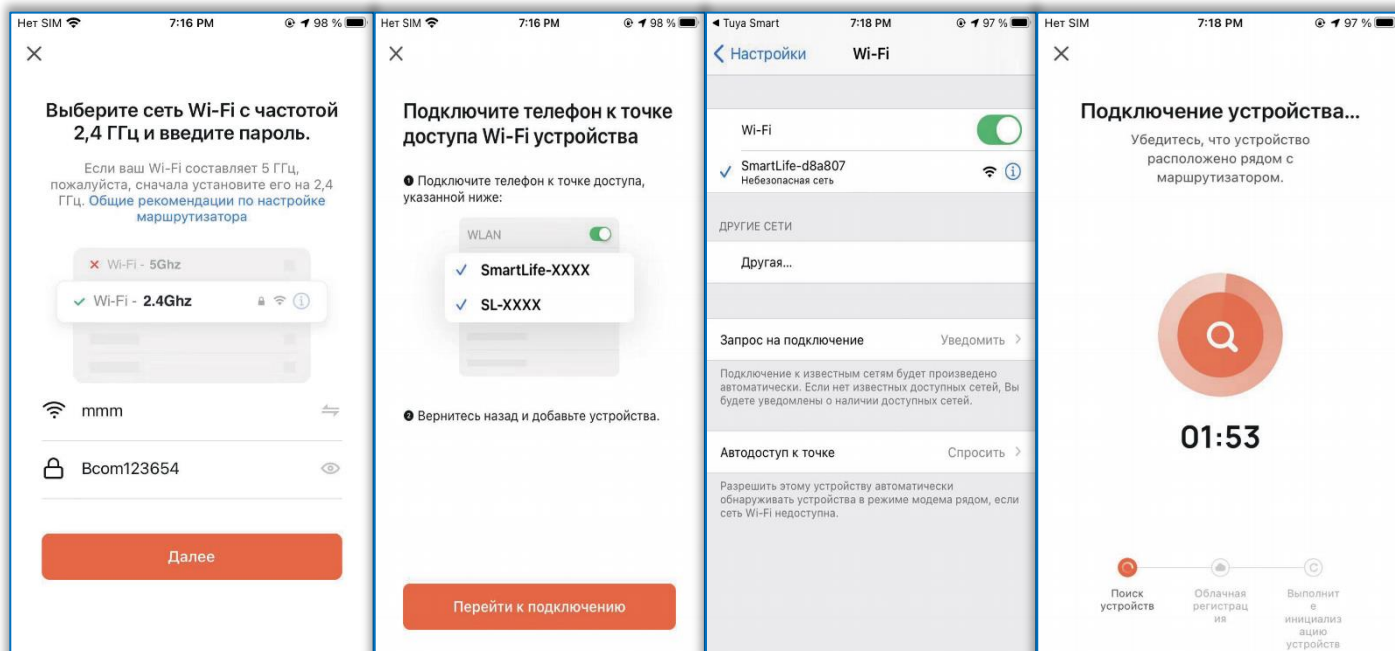 Нет SIM 7:16 PM 98 %
Выберите сеть Wi-Fi с частотой
2,4 ГГц и введите пароль.
Если ваш Wi-Fi составляет 5 ГГц,
пожалуйста, сначала установите его на 2,4
ГГц. Общие рекомендации по настройке
маршрутизатора
Wi-Fi - 5Ghz
Wi-Fi - 2.4Ghz
mmm
Bcom123654
Далее
Нет SIM 7:16 PM 98 %
Подключите телефон к точке
доступа Wi-Fi устройства
❶ Подключите телефон к точке доступа,
указанной ниже:
WLAN
SmartLife-XXXX
SL-XXXX
❷ Вернитесь назад и добавьте устройства.
Перейти к подключению
Tuya Smart 7:18 PM 97 %
Настройки Wi-Fi
Wi-Fi
SmartLife-d8a807
Небезопасная сеть
ДРУГИЕ СЕТИ
Другая...
Запрос на подключение Уведомить
Подключение к известным сетям будет произведено
автоматически. Если нет известных доступных сетей, Вы
будете уведомлены о наличии доступных сетей.
Автодоступ к точке Спросить
Разрешить этому устройству автоматически
обнаруживать устройства в режиме модема рядом, если
сеть Wi-Fi недоступна.
Нет SIM 7:18 PM 97 %
Подключение устройства...
Убедитесь, что устройство
расположено рядом с
маршрутизатором.
01:53
Поиск
устройств
Облачная
регистрац
ия
Выполнит
е
инициализ
ацию
устройств